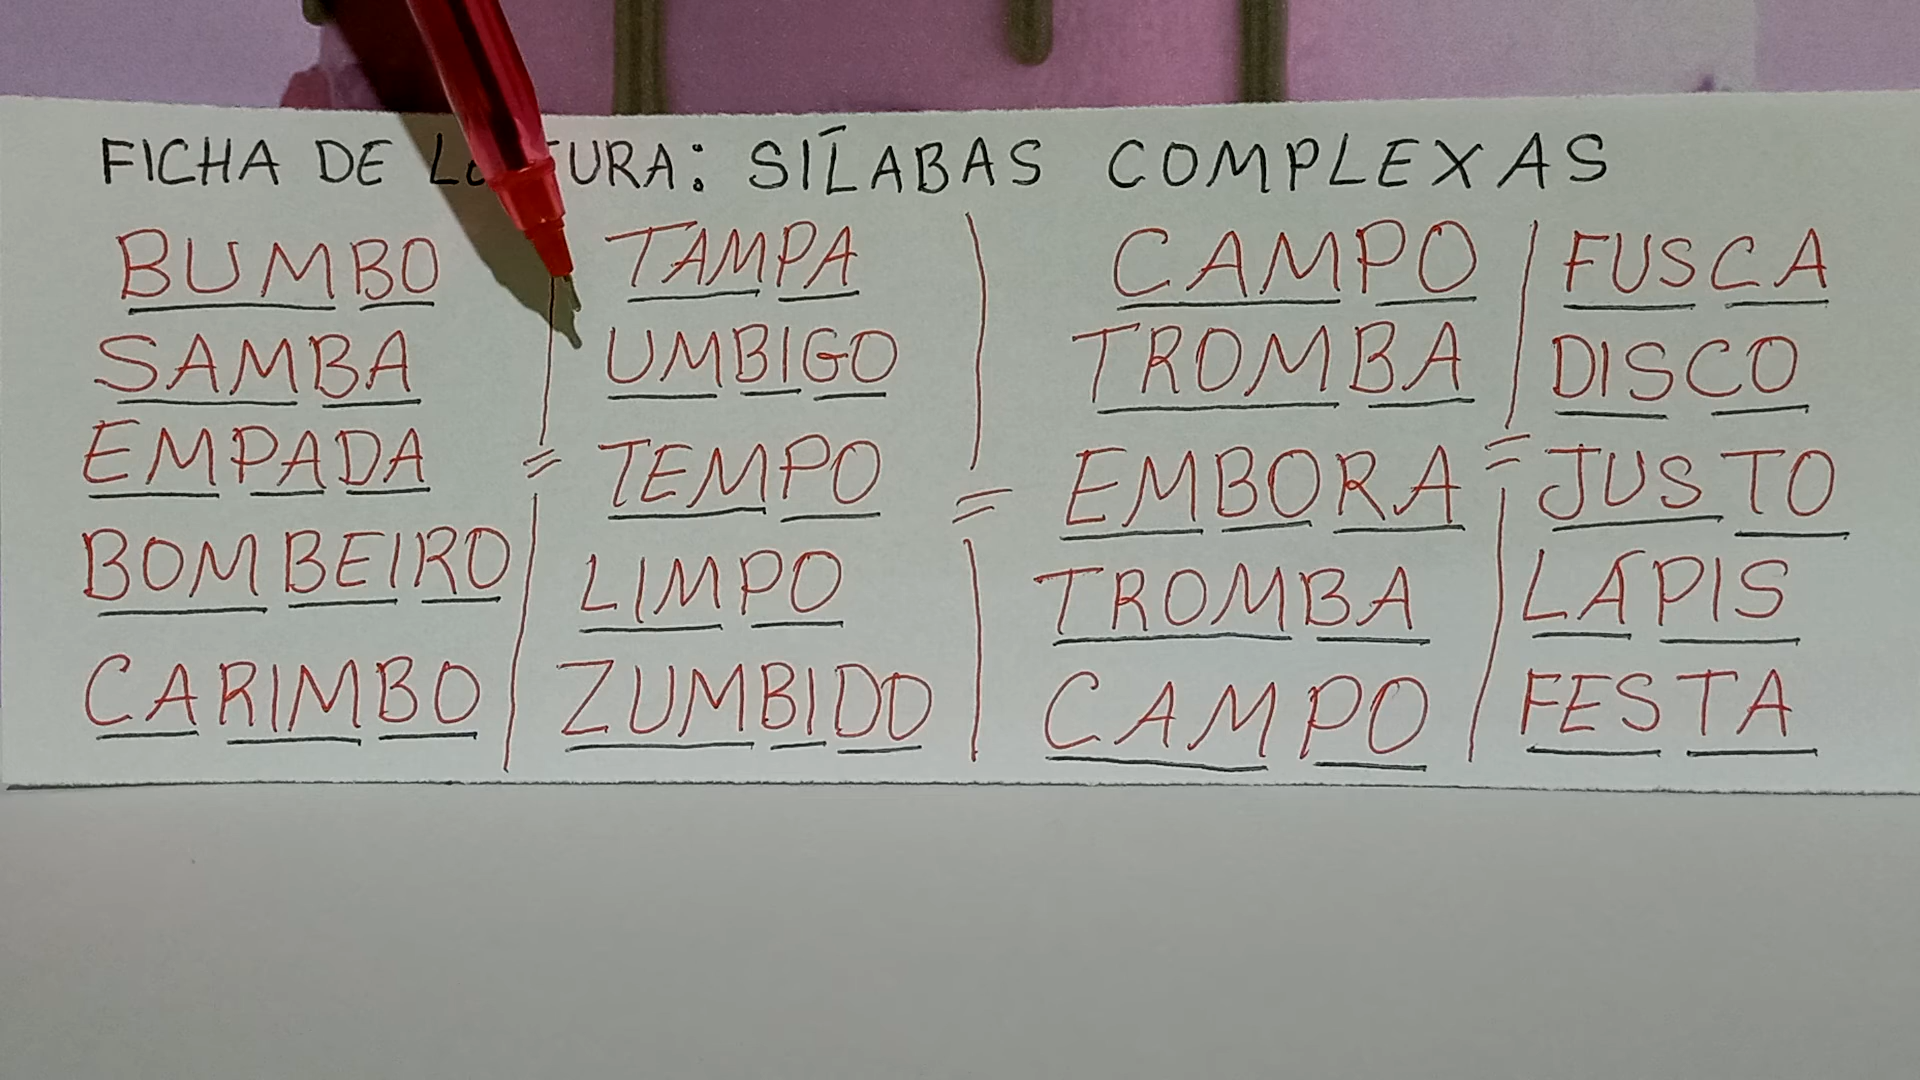 FICHA DE URA: SÍLABAS COMPLEXAS
BUMBO
SAMBA
EMPADA
BOMBEIRO
CARIMBO
TAMPA
UMBIGO
TEMPO
LIMPO
ZUMBIDO
CAMPO
TROMBA
EMBORA
TROMBA
CAMPO
FUSCA
DISCO
JUSTO
LÁPIS
FESTA